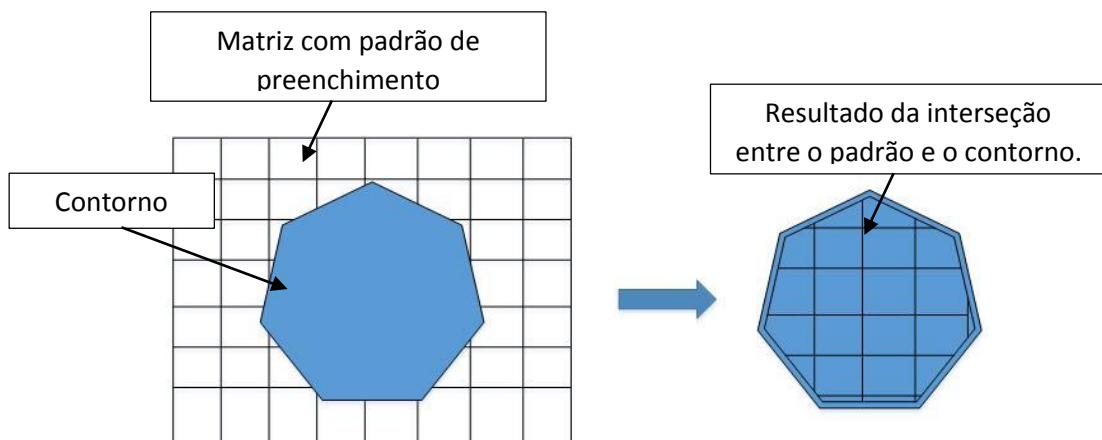 Matriz com padrão de
preenchimento
Contorno
Resultado da interseção
entre o padrão e o contorno.